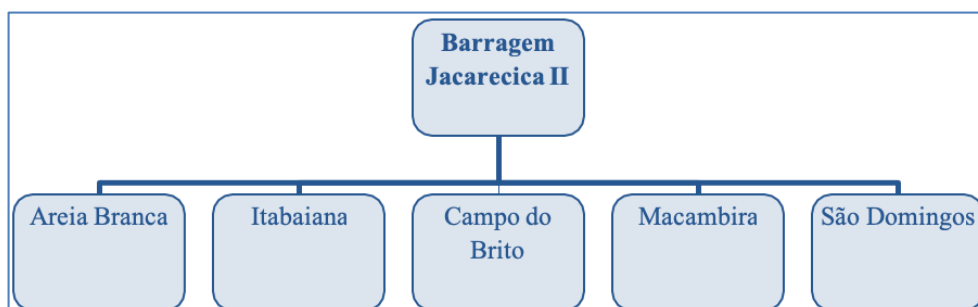 Barragem
Jacarecica II
Areia Branca
Itabaiana
Campo do
Brito
Macambira
São Domingos